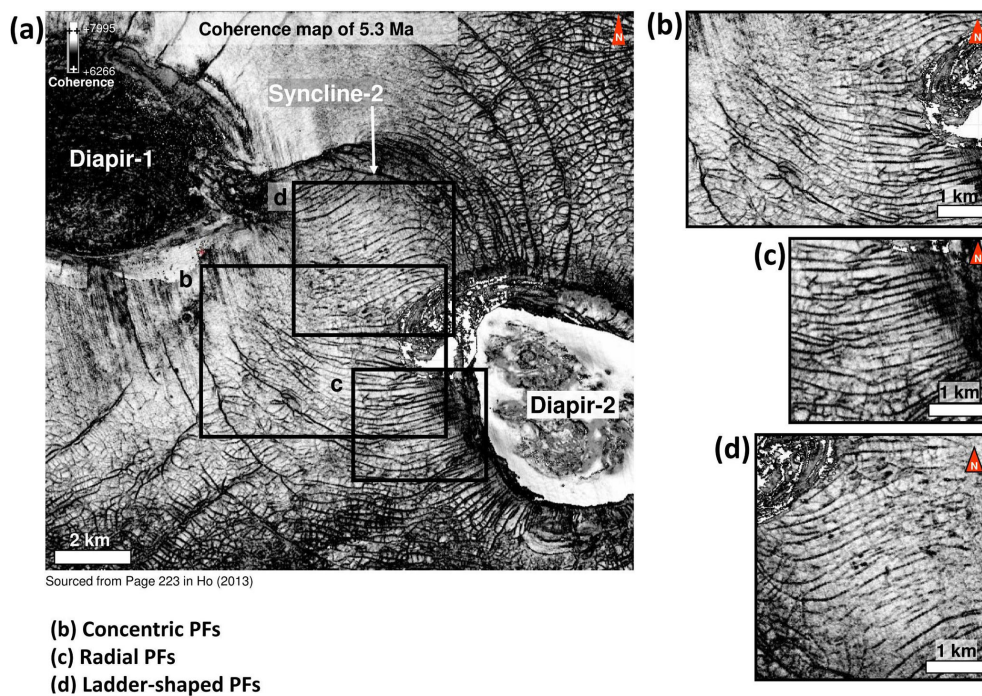 (a)
+7995
+6266
Coherence
Coherence map of 5.3 Ma
N
Syncline-2
Diapir-1
d
b
c
Diapir-2
2 km
Sourced from Page 223 in Ho (2013)
(b) Concentric PFs
(c) Radial PFs
(d) Ladder-shaped PFs
(b)
N
1 km
(c)
N
1 km
(d)
N
1 km